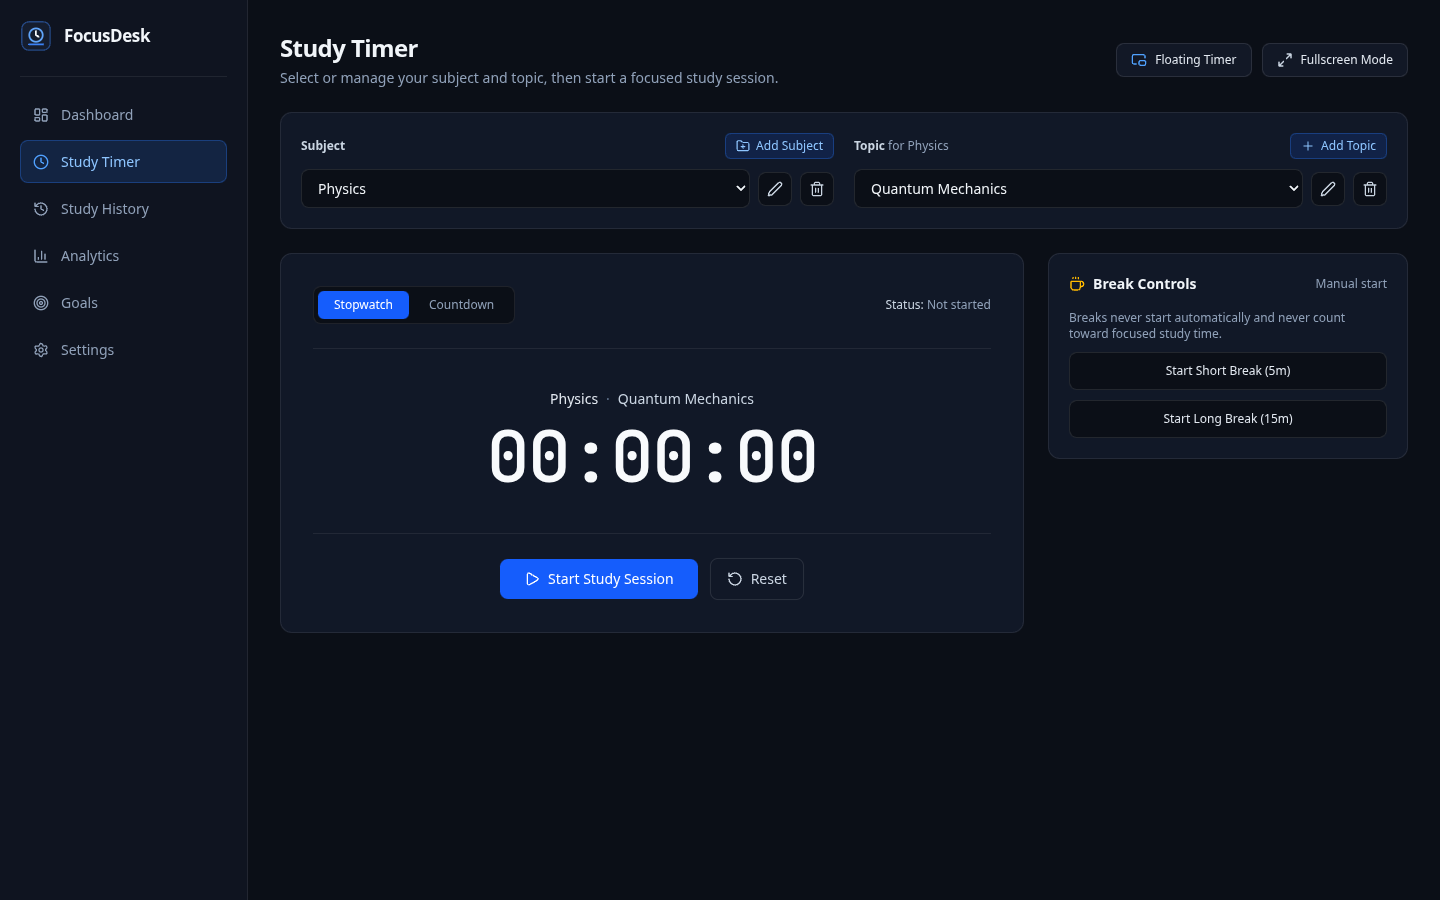 FocusDesk
Dashboard
Study Timer
Study History
Analytics
Goals
Settings
Study Timer
Select or manage your subject and topic, then start a focused study session.
Floating Timer
Fullscreen Mode
Subject
Add Subject
Physics
Topic for Physics
Add Topic
Quantum Mechanics
Stopwatch
Countdown
Status: Not started
Physics · Quantum Mechanics
00:00:00
Start Study Session
Reset
Break Controls
Manual start
Breaks never start automatically and never count
toward focused study time.
Start Short Break (5m)
Start Long Break (15m)